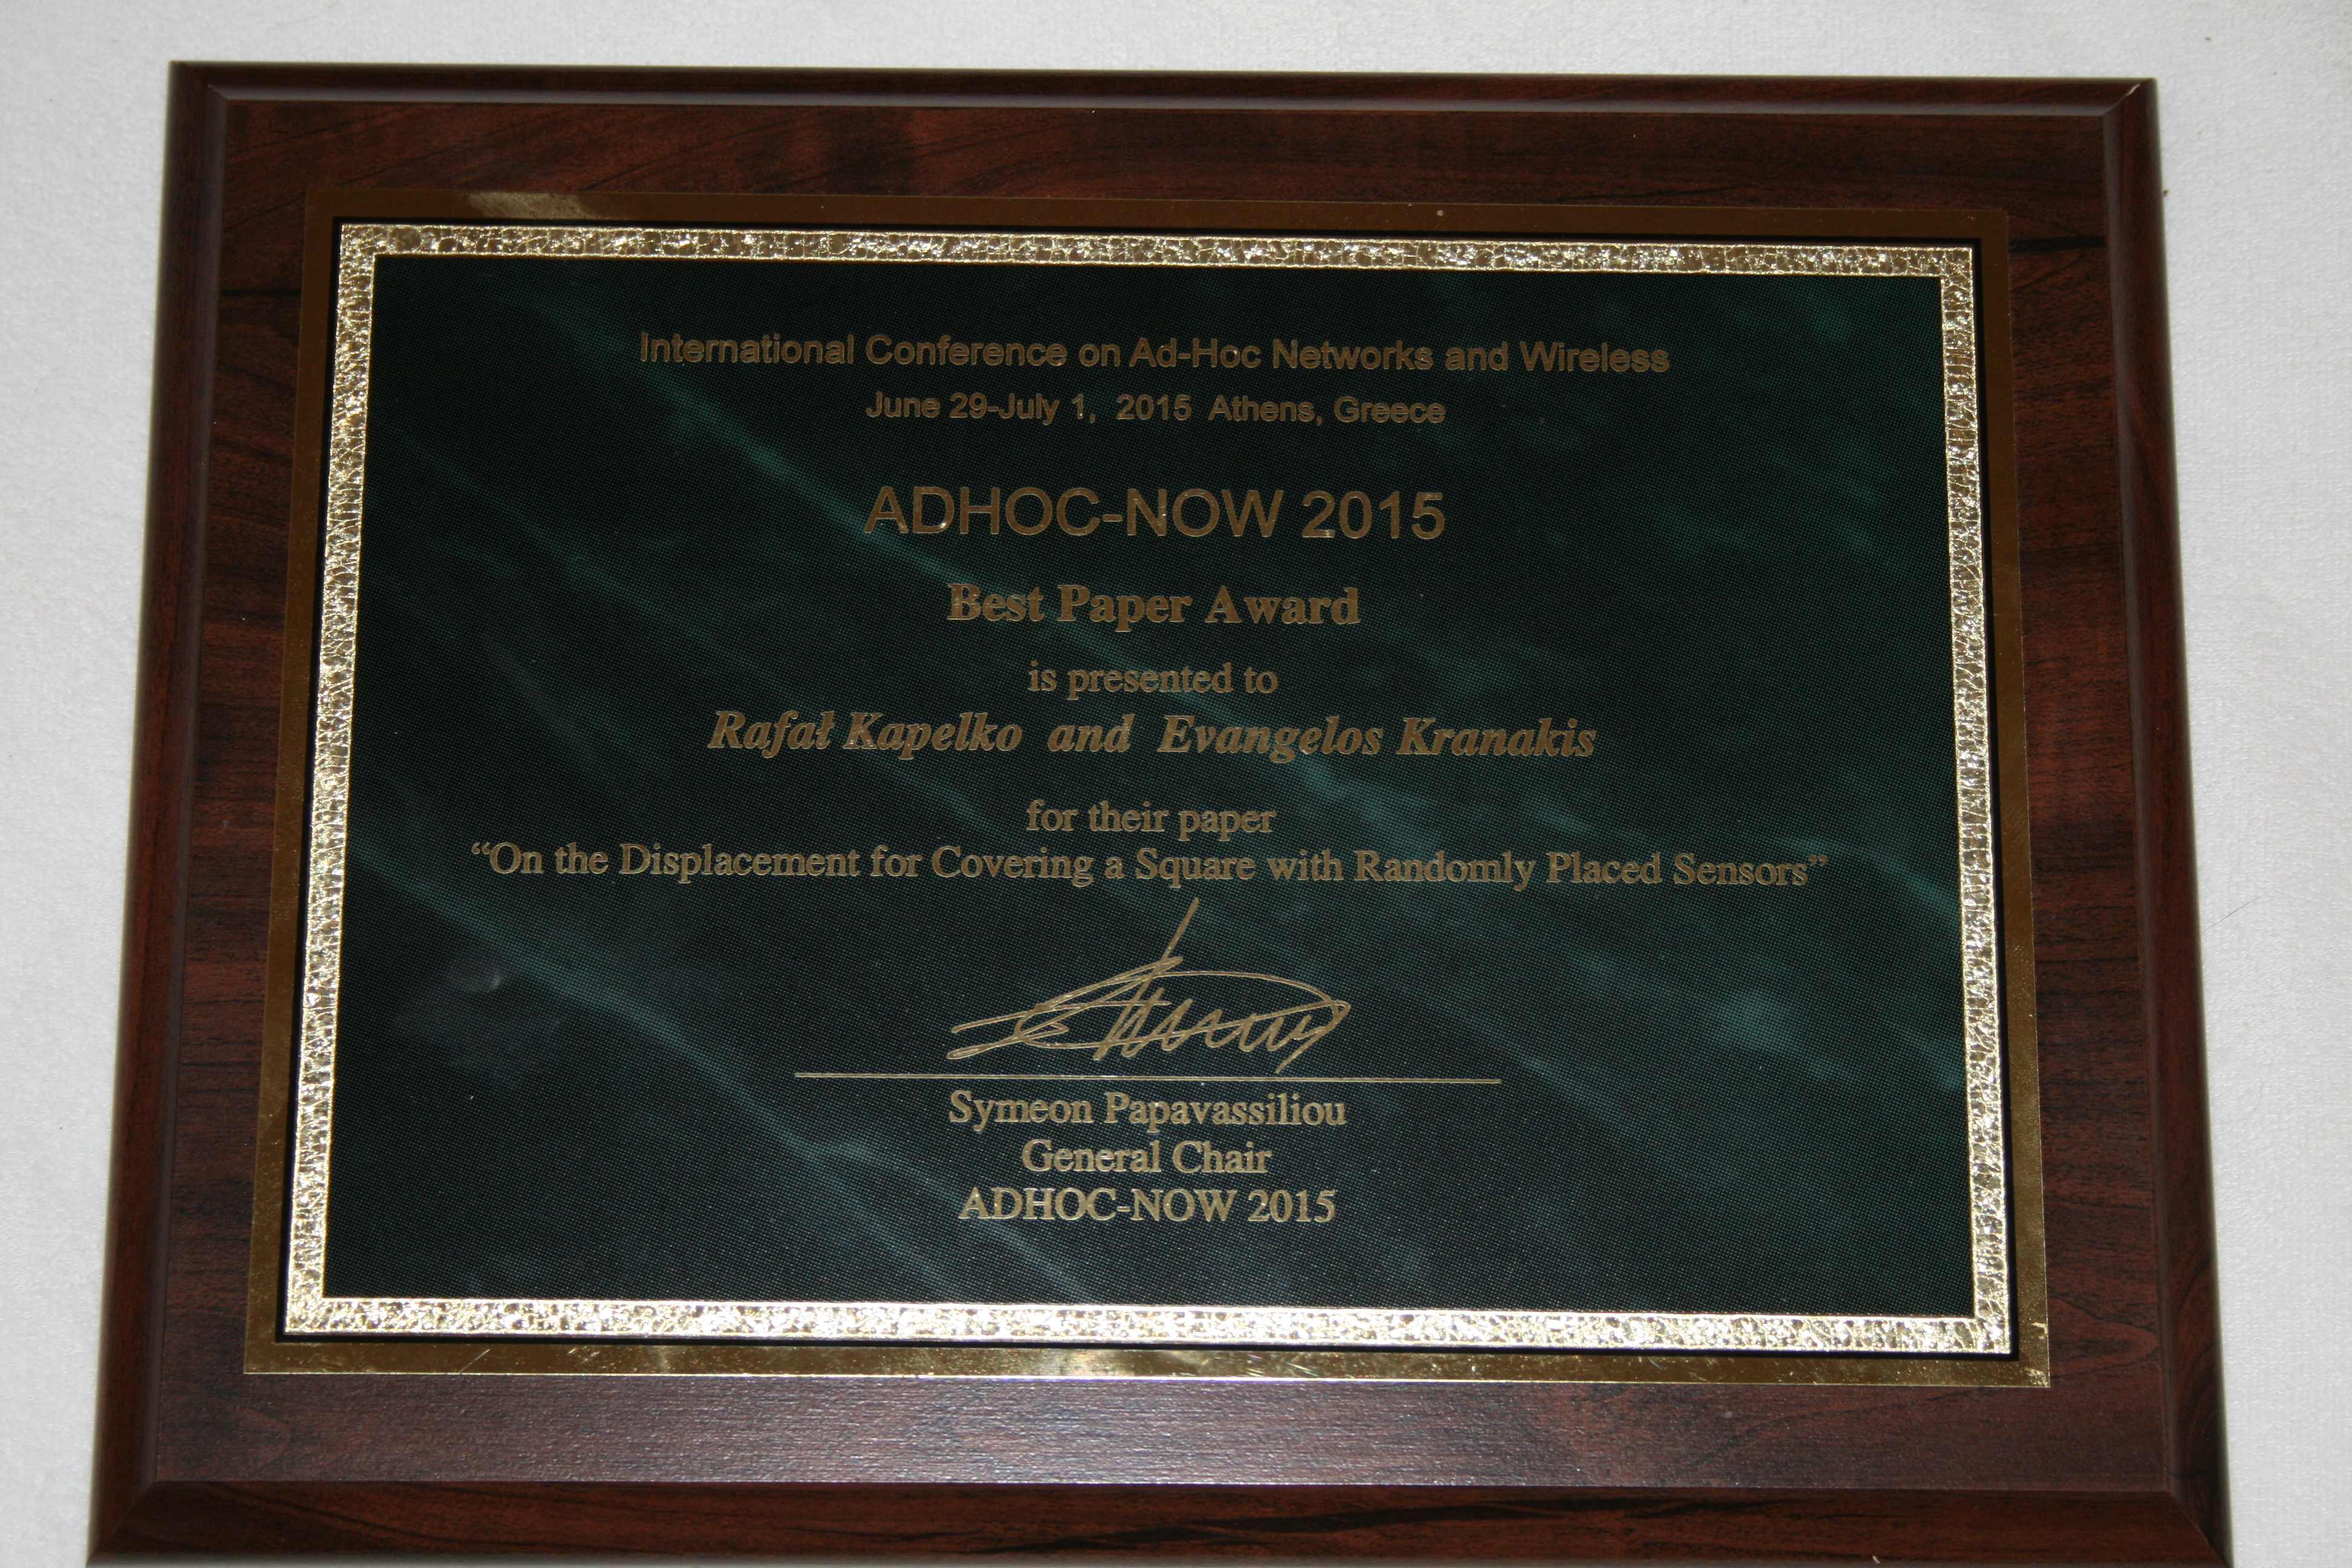 International Conference on Ad-Hoc Networks and Wireless
June 29-July 1, 2015 Athens, Greece
ADHOC-NOW 2015
Best Paper Award
is presented to
Rafał Kapelko and Evangelos Kranakis
for their paper
“On the Displacement for Covering a Square with Randomly Placed Sensors”
Symeon Papavassiliou
General Chair
ADHOC-NOW 2015